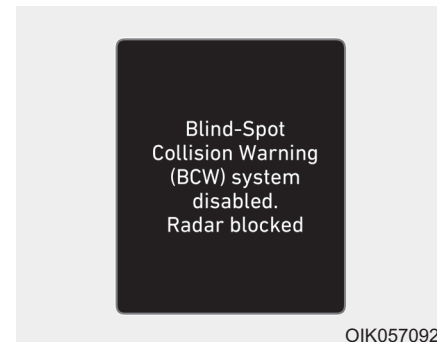 Blind-Spot
Collision Warning
(BCW) system
disabled.
Radar blocked
OIK057092